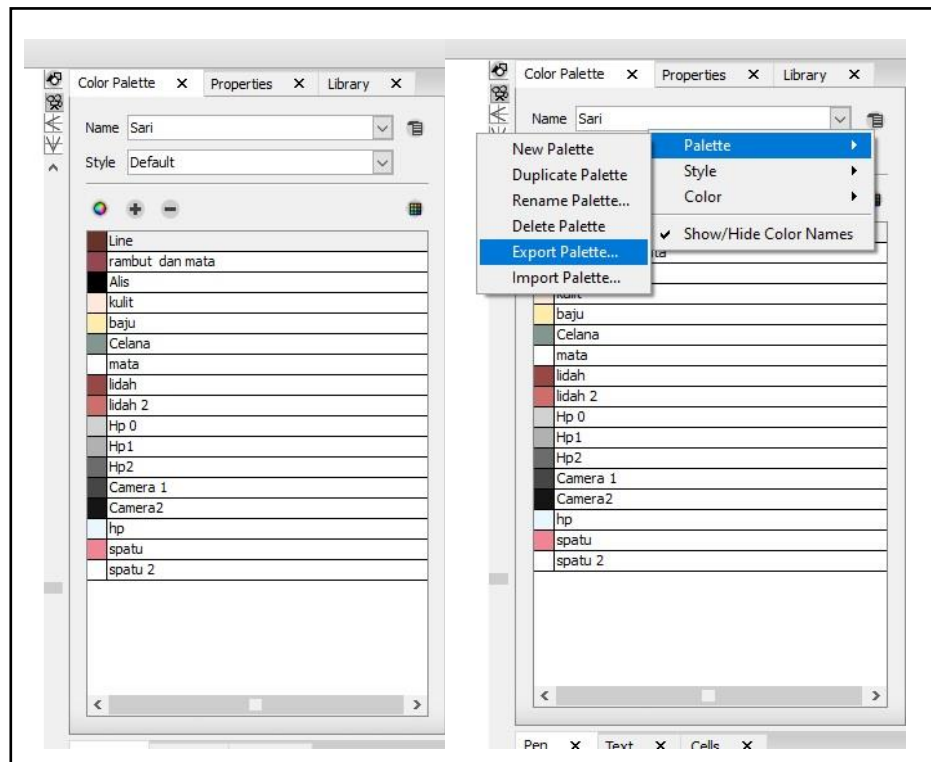 Color Palette X Properties X Library X
Name Sari
Style Default
Line
rambut dan mata
Alis
kulit
baju
Celana
mata
lidah
lidah 2
Hp 0
Hp1
Hp2
Camera 1
Camera2
hp
spatu
spatu 2
Color Palette X Properties X Library X
Name Sari
New Palette
Duplicate Palette
Rename Palette...
Delete Palette
Export Palette...
Import Palette...
Palette
Style
Color
Show/Hide Color Names
baju
Celana
mata
lidah
lidah 2
Hp 0
Hp1
Hp2
Camera 1
Camera2
hp
spatu
spatu 2
Pen X Text X Cells X